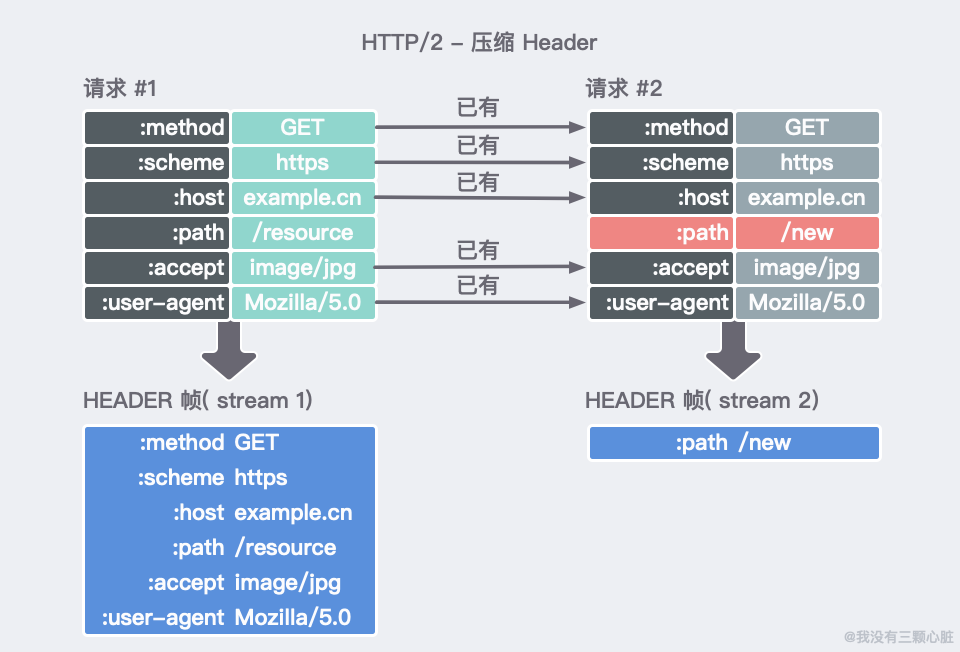 HTTP/2 - 压缩 Header
请求 #1
:method GET
:scheme https
:host example.cn
:path /resource
:accept image/jpg
:user-agent Mozilla/5.0
已有
已有
已有
已有
已有
请求 #2
:method GET
:scheme https
:host example.cn
:path /new
:accept image/jpg
:user-agent Mozilla/5.0
HEADER 帧( stream 1)
:method GET
:scheme https
:host example.cn
:path /resource
:accept image/jpg
:user-agent Mozilla/5.0
HEADER 帧( stream 2)
:path /new
@我没有三颗心脏